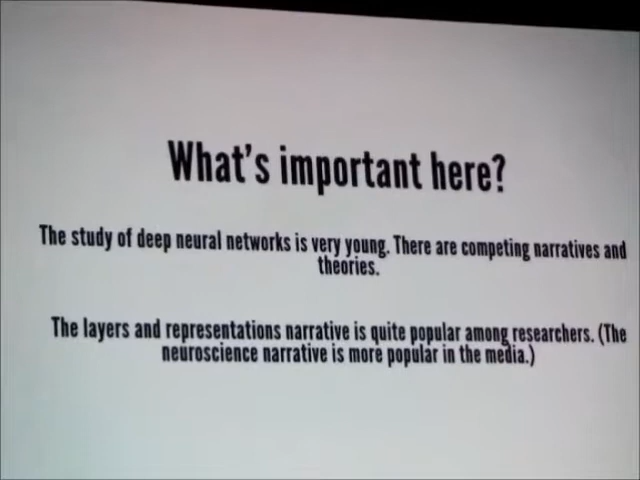 What's important here?
The study of deep neural networks is very young. There are competing narratives and
theories.
The layers and representations narrative is quite popular among researchers. (The
neuroscience narrative is more popular in the media.)